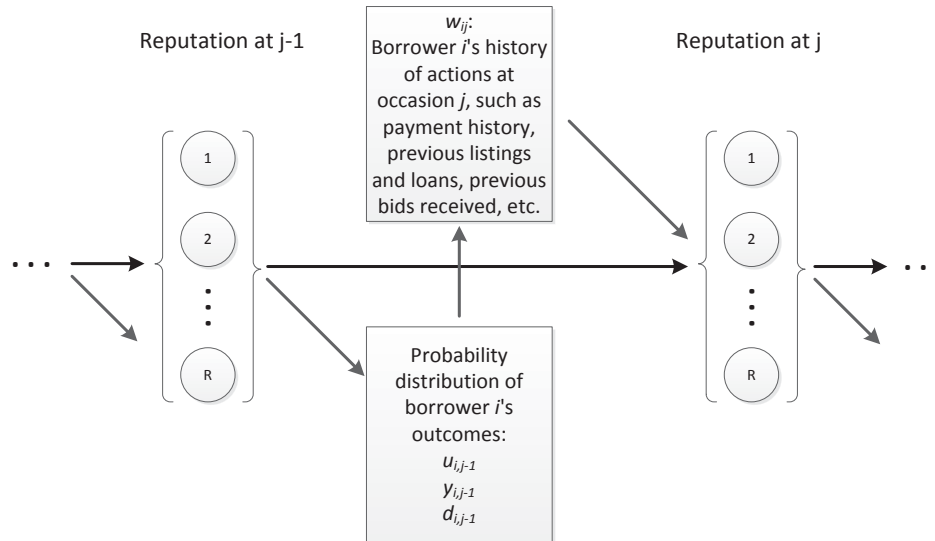 Reputation at j-1
w_ij:
Borrower i's history
of actions at
occasion j, such as
payment history,
previous listings
and loans, previous
bids received, etc.
Reputation at j
1
2
⋮
R
. . .
1
2
⋮
R
. .
Probability
distribution of
borrower i's
outcomes:
u_i,j-1
y_i,j-1
d_i,j-1